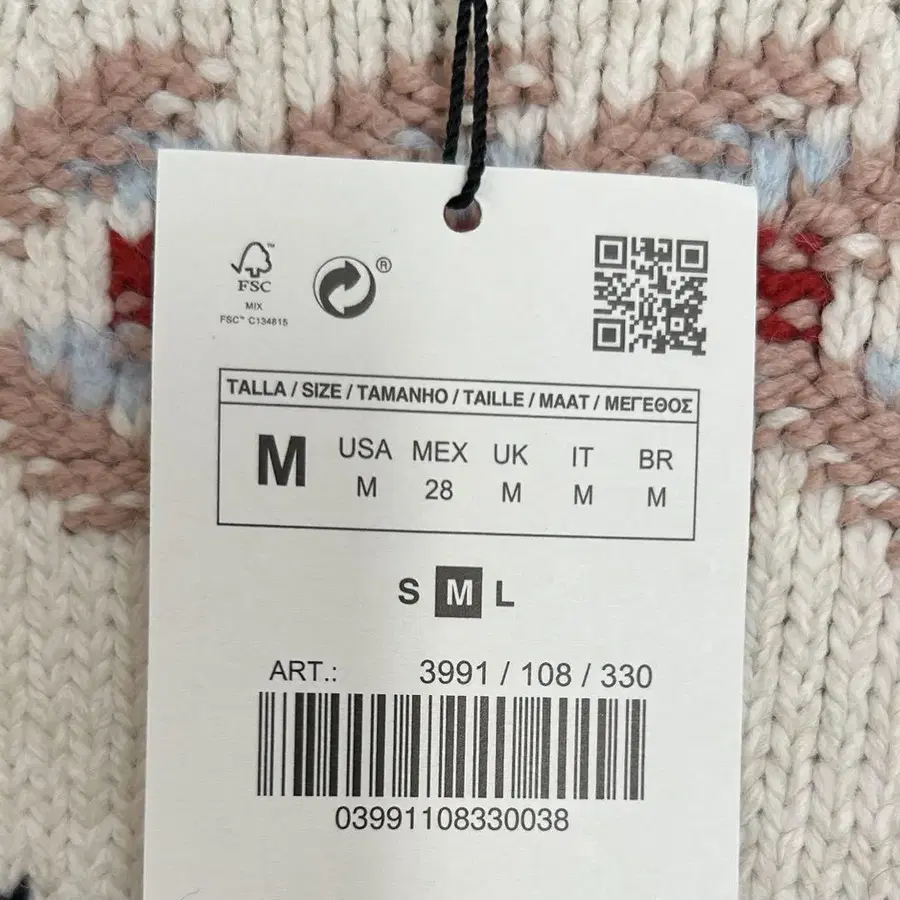 FSC™
MIX
FSC™ C134815
®
TALLA / SIZE / TAMANHO / TAILLE / MAAT / ΜΕΓΕΘΟΣ
M
USA MEX UK IT BR
M 28 M M M
S M L
ART.: 3991 / 108 / 330
03991108330038